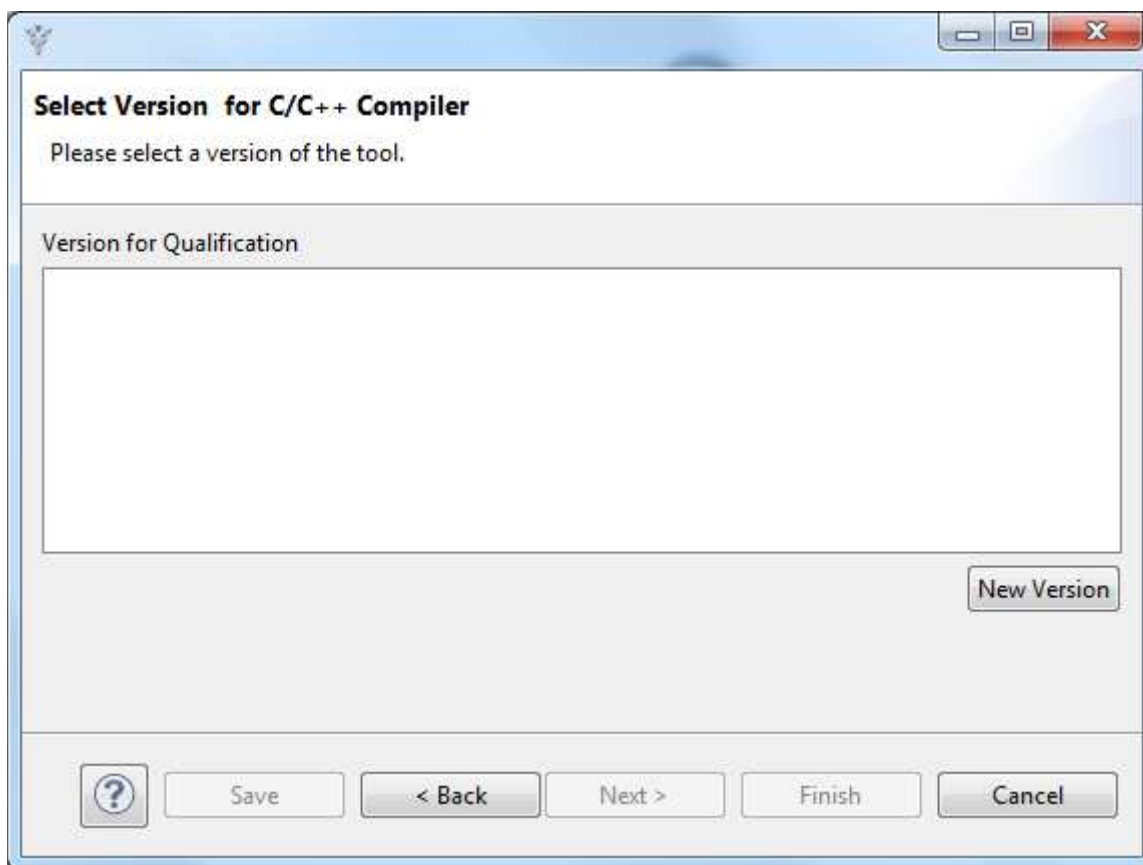 Select Version  for C/C++ Compiler
Please select a version of the tool.
Version for Qualification
New Version
? Save < Back Next > Finish Cancel